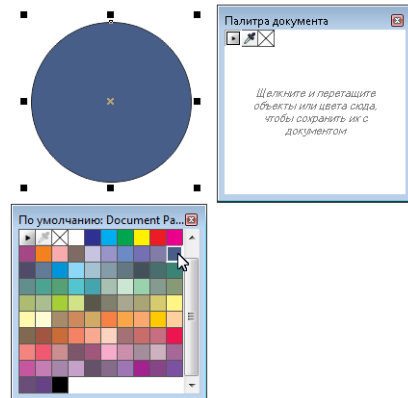 Палитра документа
Щелкните и перетащите
объекты или цвета сюда,
чтобы сохранить их с
документом
По умолчанию: Document Pa...